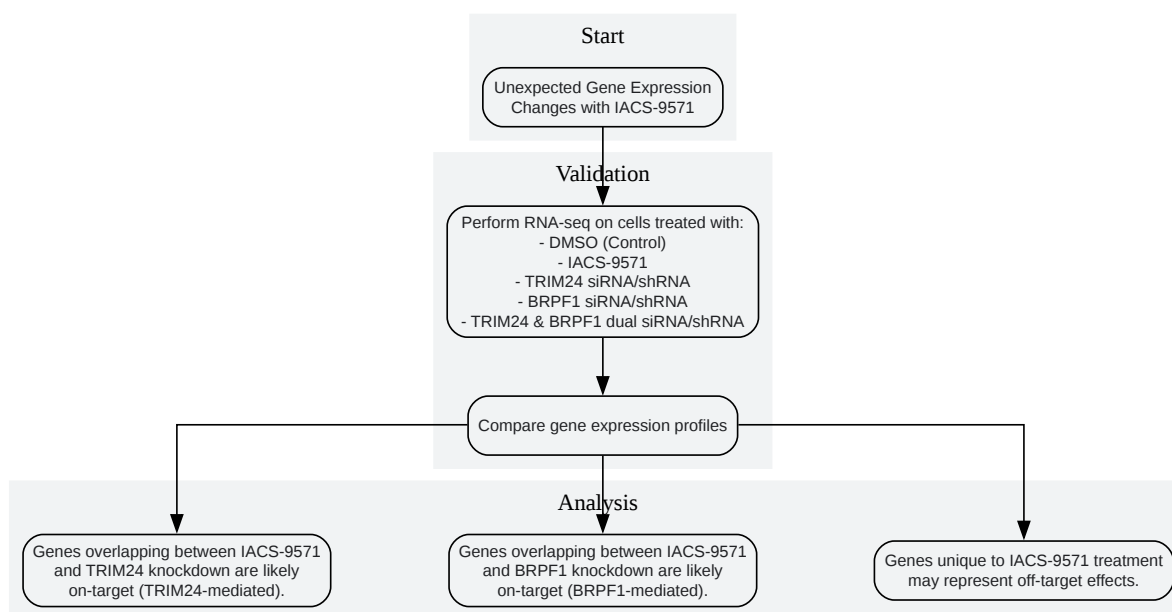 Start
Unexpected Gene Expression
Changes with IACS-9571
Validation
Perform RNA-seq on cells treated with:
- DMSO (Control)
- IACS-9571
- TRIM24 siRNA/shRNA
- BRPF1 siRNA/shRNA
- TRIM24 & BRPF1 dual siRNA/shRNA
Compare gene expression profiles
Analysis
Genes overlapping between IACS-9571
and TRIM24 knockdown are likely
on-target (TRIM24-mediated).
Genes overlapping between IACS-9571
and BRPF1 knockdown are likely
on-target (BRPF1-mediated).
Genes unique to IACS-9571 treatment
may represent off-target effects.